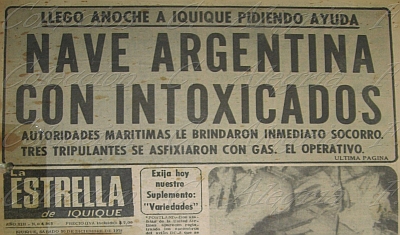 LLEGO ANOCHE A IQUIQUE PIDIENDO AYUDA
NAVE ARGENTINA
CON INTOXICADOS
AUTORIDADES MARITIMAS LE BRINDARON INMEDIATO SOCORRO.
TRES TRIPULANTES SE ASFIXIARON CON GAS. EL OPERATIVO.
ULTIMA PAGINA
La
ESTRELLA
de IQUIQUE
Exija hoy
nuestro
Suplemento:
"Variedades"